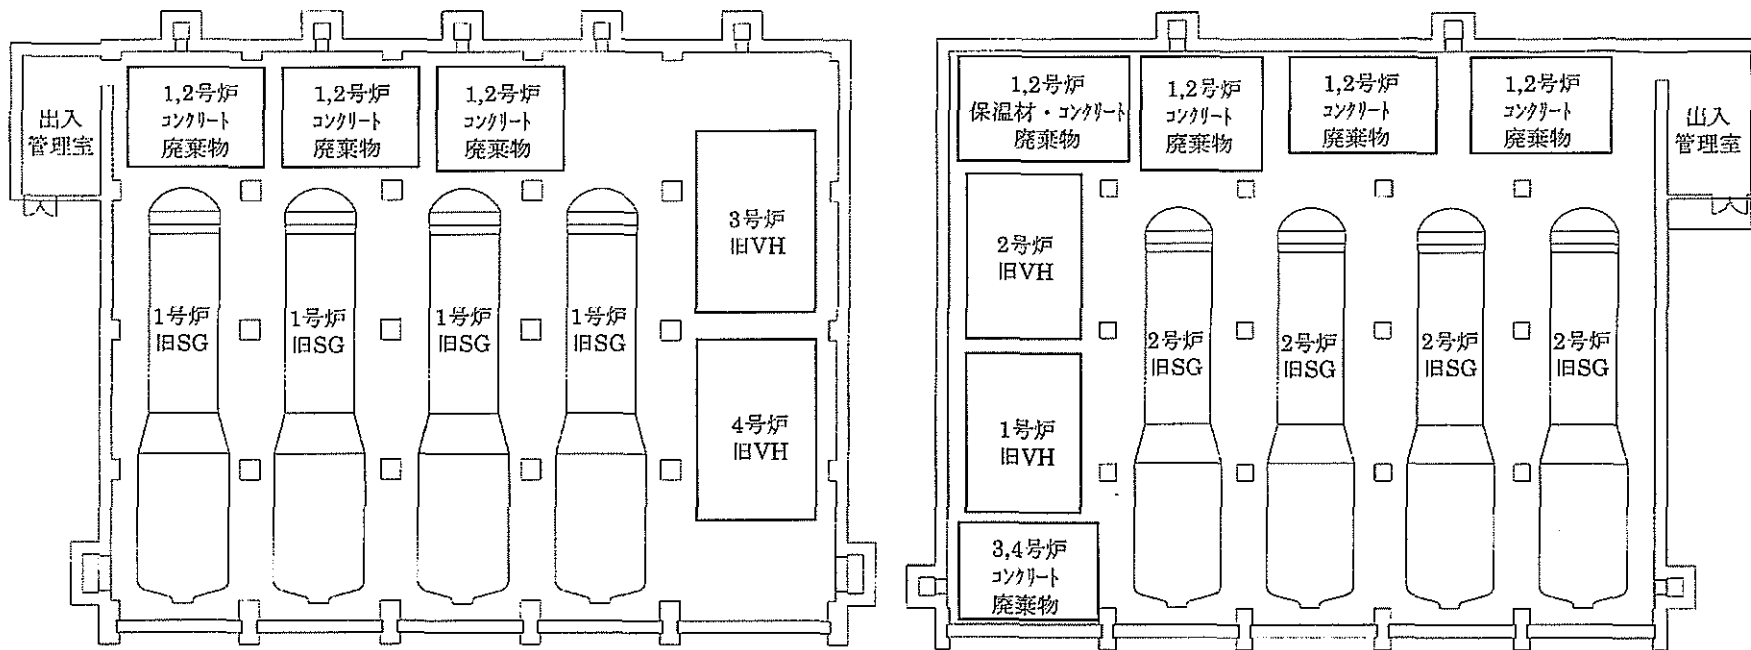 出入
管理室
1,2号炉
コンクリート
廃棄物
1,2号炉
コンクリート
廃棄物
1,2号炉
コンクリート
廃棄物
3号炉
旧VH
1号炉
旧SG
1号炉
旧SG
1号炉
旧SG
1号炉
旧SG
4号炉
旧VH
1,2号炉
保温材・コンクリート
廃棄物
1,2号炉
コンクリート
廃棄物
1,2号炉
コンクリート
廃棄物
1,2号炉
コンクリート
廃棄物
出入
管理室
2号炉
旧VH
2号炉
旧SG
2号炉
旧SG
2号炉
旧SG
2号炉
旧SG
1号炉
旧VH
3,4号炉
コンクリート
廃棄物